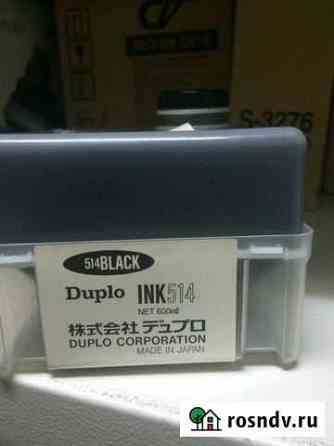 S-3276
514BLACK
Duplo INK514
NET 600ml
株式会社 デュプロ
DUPLO CORPORATION
MADE IN JAPAN
rosndv.ru